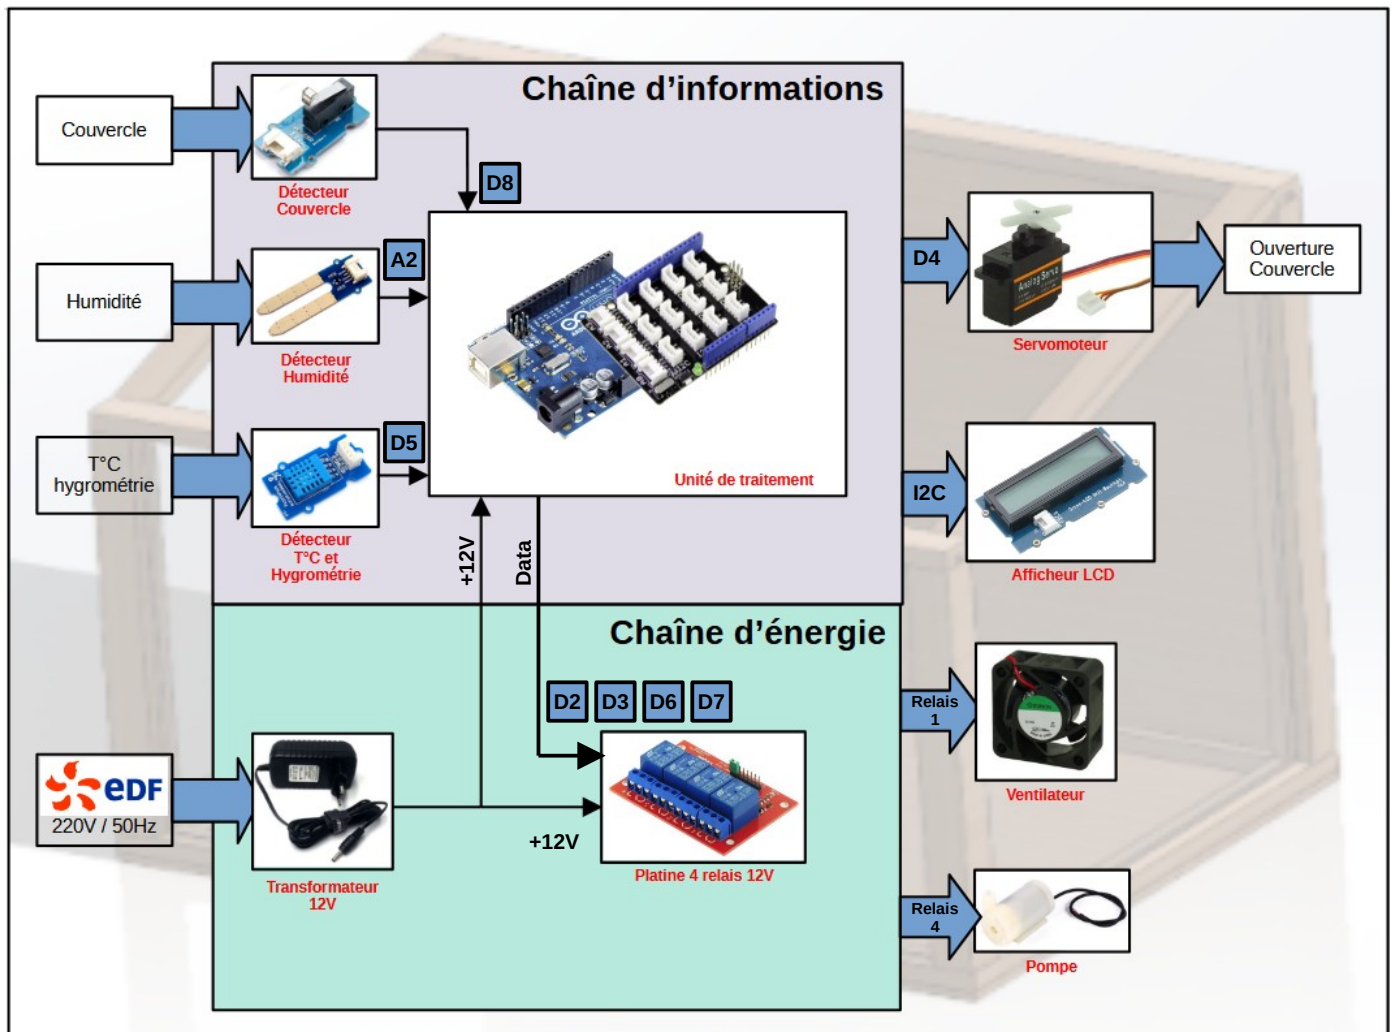 Chaîne d’informations
Couvercle
Détecteur
Couvercle
D8
Humidité
A2
Détecteur
Humidité
T°C
hygrométrie
D5
Détecteur
T°C et
Hygrométrie
Unité de traitement
+12V
Data
D4
Analog Servo
Servomoteur
Ouverture
Couvercle
I2C
Afficheur LCD
Chaîne d’énergie
D2
D3
D6
D7
eDF
220V / 50Hz
Transformateur
12V
+12V
Platine 4 relais 12V
Relais
1
Ventilateur
Relais
4
Pompe